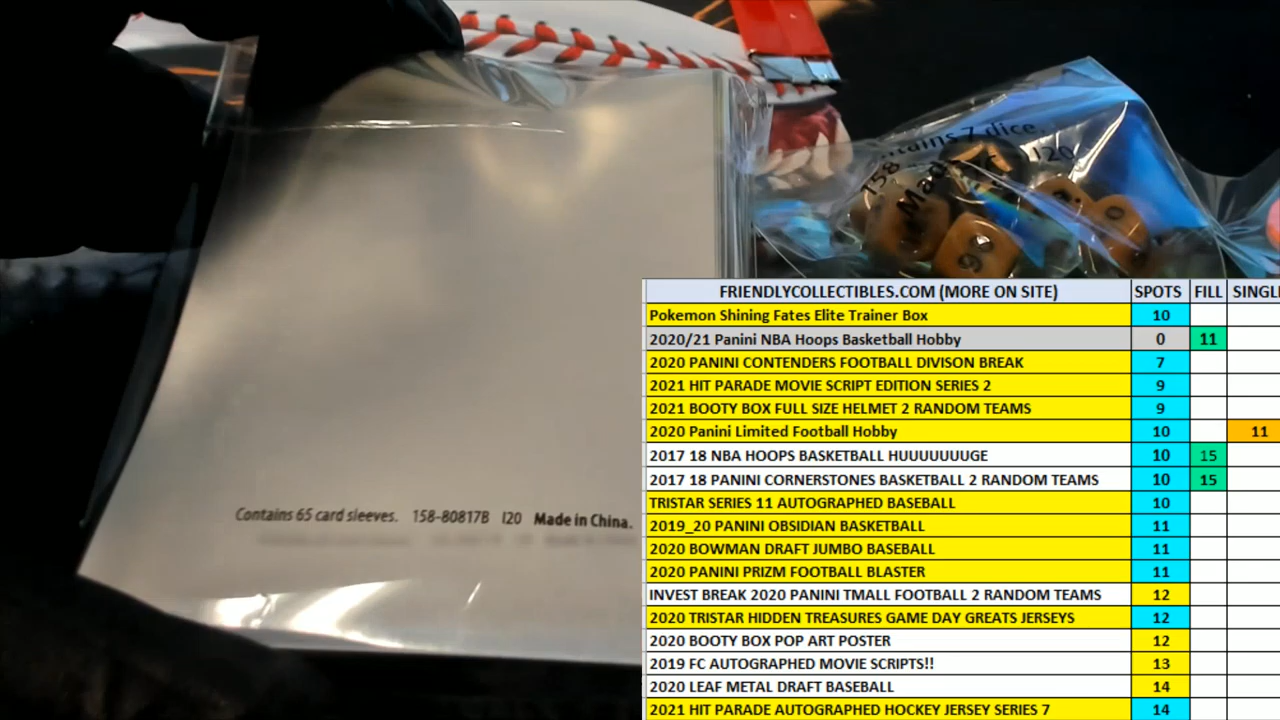 Contains 7 dice.
158
I20
Made
Contains 65 card sleeves. 158-80817B I20 Made in China.
FRIENDLYCOLLECTIBLES.COM (MORE ON SITE) SPOTS FILL
Pokemon Shining Fates Elite Trainer Box 10
2020/21 Panini NBA Hoops Basketball Hobby 0 11
2020 PANINI CONTENDERS FOOTBALL DIVISON BREAK 7
2021 HIT PARADE MOVIE SCRIPT EDITION SERIES 2 9
2021 BOOTY BOX FULL SIZE HELMET 2 RANDOM TEAMS 9
2020 Panini Limited Football Hobby 10 11
2017 18 NBA HOOPS BASKETBALL HUUUUUUUGE 10 15
2017 18 PANINI CORNERSTONES BASKETBALL 2 RANDOM TEAMS 10 15
TRISTAR SERIES 11 AUTOGRAPHED BASEBALL 10
2019_20 PANINI OBSIDIAN BASKETBALL 11
2020 BOWMAN DRAFT JUMBO BASEBALL 11
2020 PANINI PRIZM FOOTBALL BLASTER 11
INVEST BREAK 2020 PANINI TMALL FOOTBALL 2 RANDOM TEAMS 12
2020 TRISTAR HIDDEN TREASURES GAME DAY GREATS JERSEYS 12
2020 BOOTY BOX POP ART POSTER 12
2019 FC AUTOGRAPHED MOVIE SCRIPTS!! 13
2020 LEAF METAL DRAFT BASEBALL 14
2021 HIT PARADE AUTOGRAPHED HOCKEY JERSEY SERIES 7 14